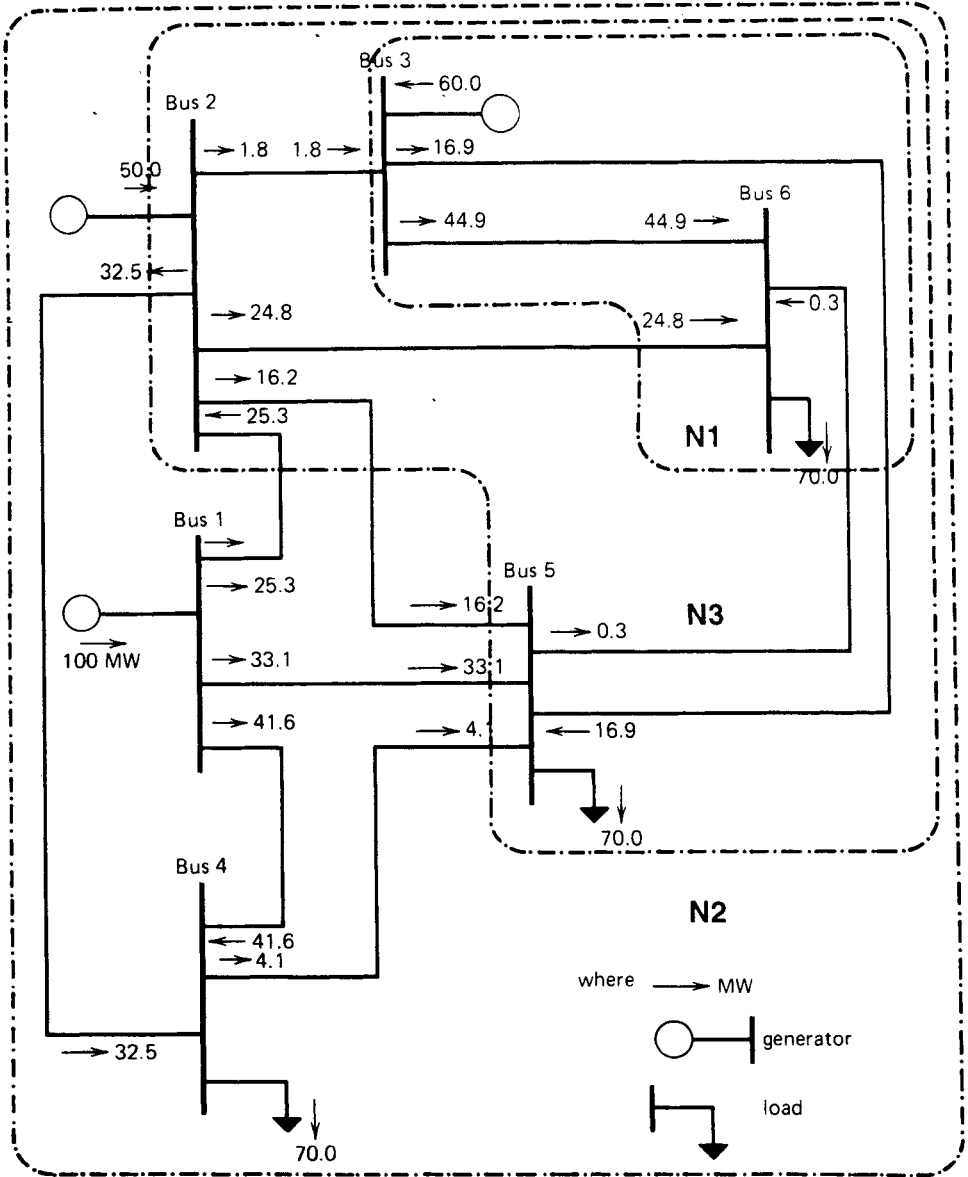 Bus 3
60.0
Bus 2
1.8 1.8
16.9
50.0
Bus 6
44.9 44.9
32.5
0.3
24.8 24.8
16.2
25.3
N1
70.0
Bus 1
Bus 5
25.3
16.2
N3
0.3
100 MW
33.1 33.1
41.6
4.1
16.9
70.0
Bus 4
N2
41.6
4.1
where MW
generator
32.5
load
70.0